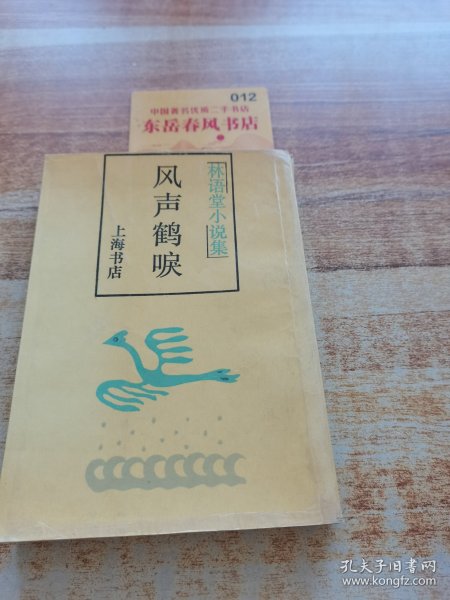 012
中国著名优质二手书店
东岳春风书店
林语堂小说集
风声鹤唳
上海书店
孔夫子旧书网
www.kongfz.com